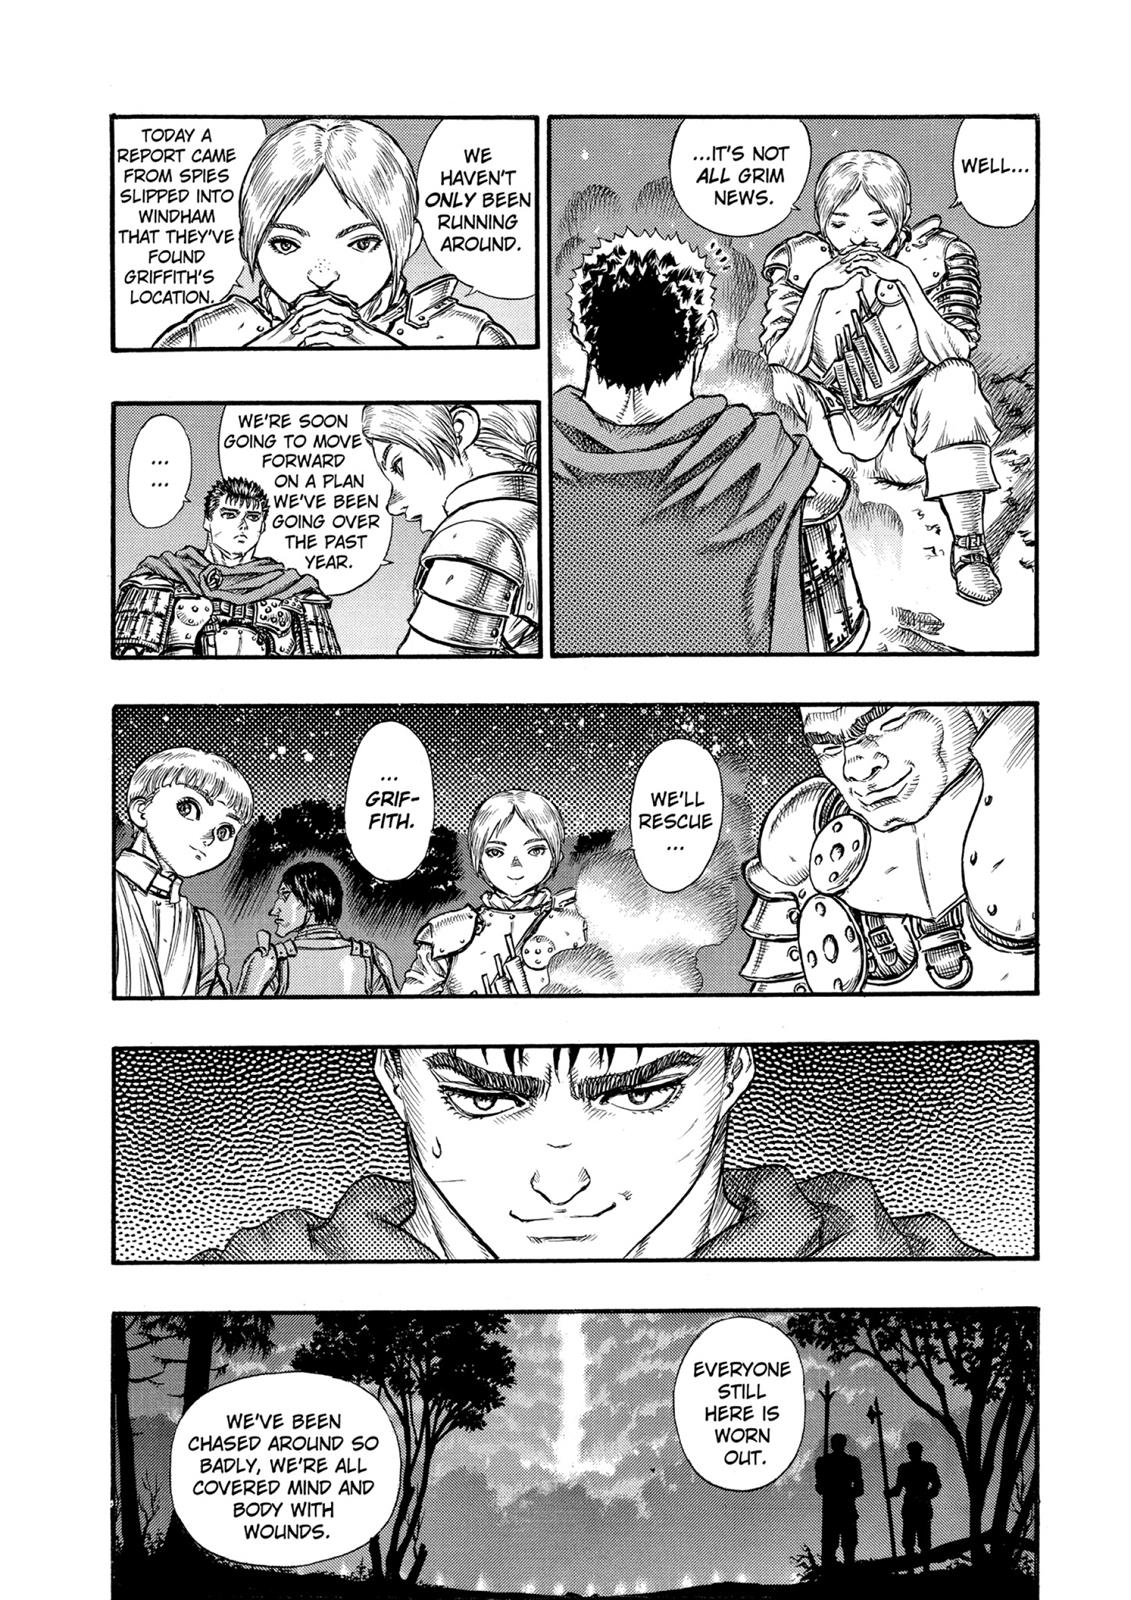 WELL...
...IT'S NOT
ALL GRIM
NEWS.
WE
HAVEN'T
ONLY BEEN
RUNNING
AROUND.
TODAY A
REPORT CAME
FROM SPIES
SLIPPED INTO
WINDHAM
THAT THEY'VE
FOUND
GRIFFITH'S
LOCATION.
WE'RE SOON
GOING TO MOVE
FORWARD
ON A PLAN
WE'VE BEEN
GOING OVER
THE PAST
YEAR.
...
...
WE'LL
RESCUE
...
...
GRIF-
FITH.
EVERYONE
STILL
HERE IS
WORN
OUT.
WE'VE BEEN
CHASED AROUND SO
BADLY, WE'RE ALL
COVERED MIND AND
BODY WITH
WOUNDS.